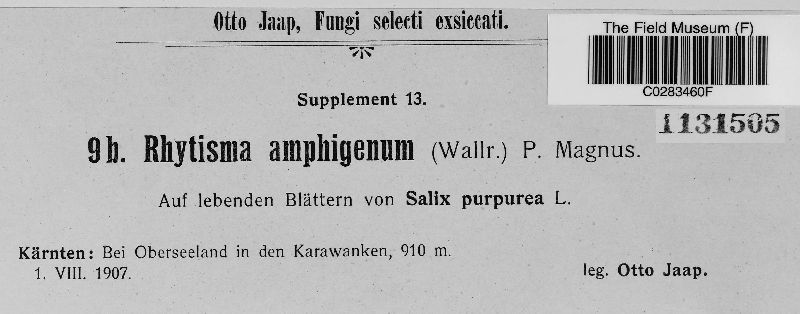 Otto Jaap, Fungi selecti exsiccati.
The Field Museum (F)
C0283460F
1131505
Supplement 13.
9b. Rhytisma amphigenum (Wallr.) P. Magnus.
Auf lebenden Blättern von Salix purpurea L.
Kärnten: Bei Oberseeland in den Karawanken, 910 m.
1. VIII. 1907.
leg. Otto Jaap.